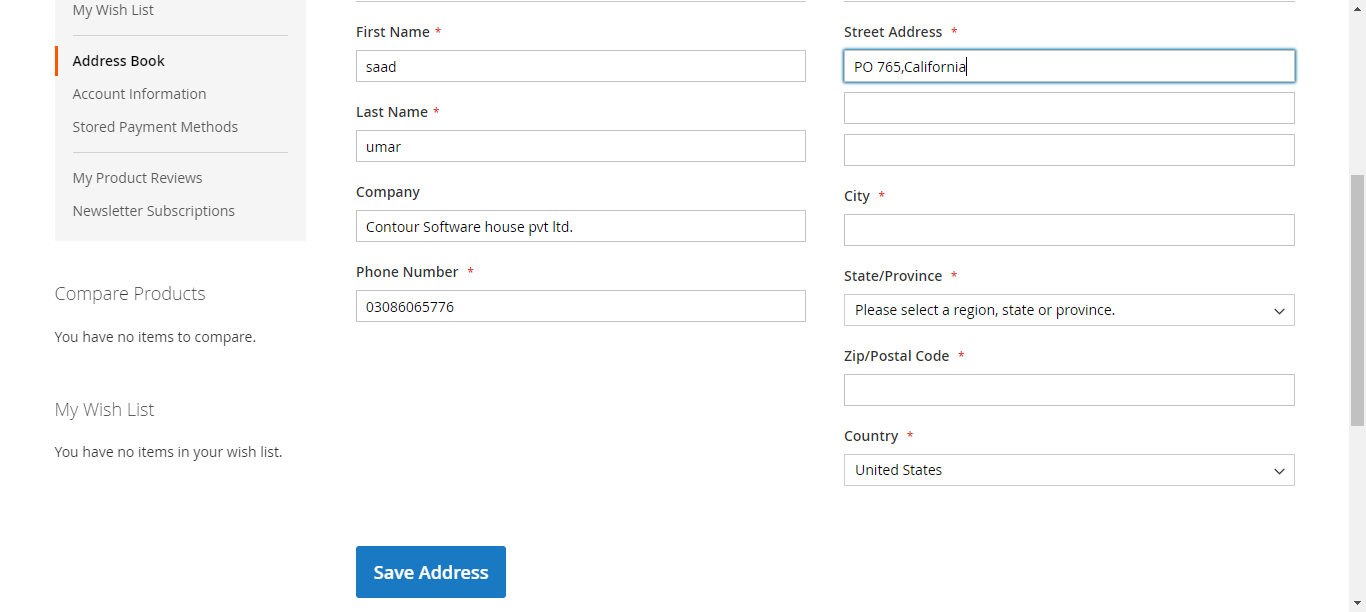 My Wish List
Address Book
Account Information
Stored Payment Methods
My Product Reviews
Newsletter Subscriptions
Compare Products
You have no items to compare.
My Wish List
You have no items in your wish list.
First Name *
saad
Last Name *
umar
Company
Contour Software house pvt ltd.
Phone Number *
03086065776
Street Address *
PO 765,California
City *
State/Province *
Please select a region, state or province.
Zip/Postal Code *
Country *
United States
Save Address